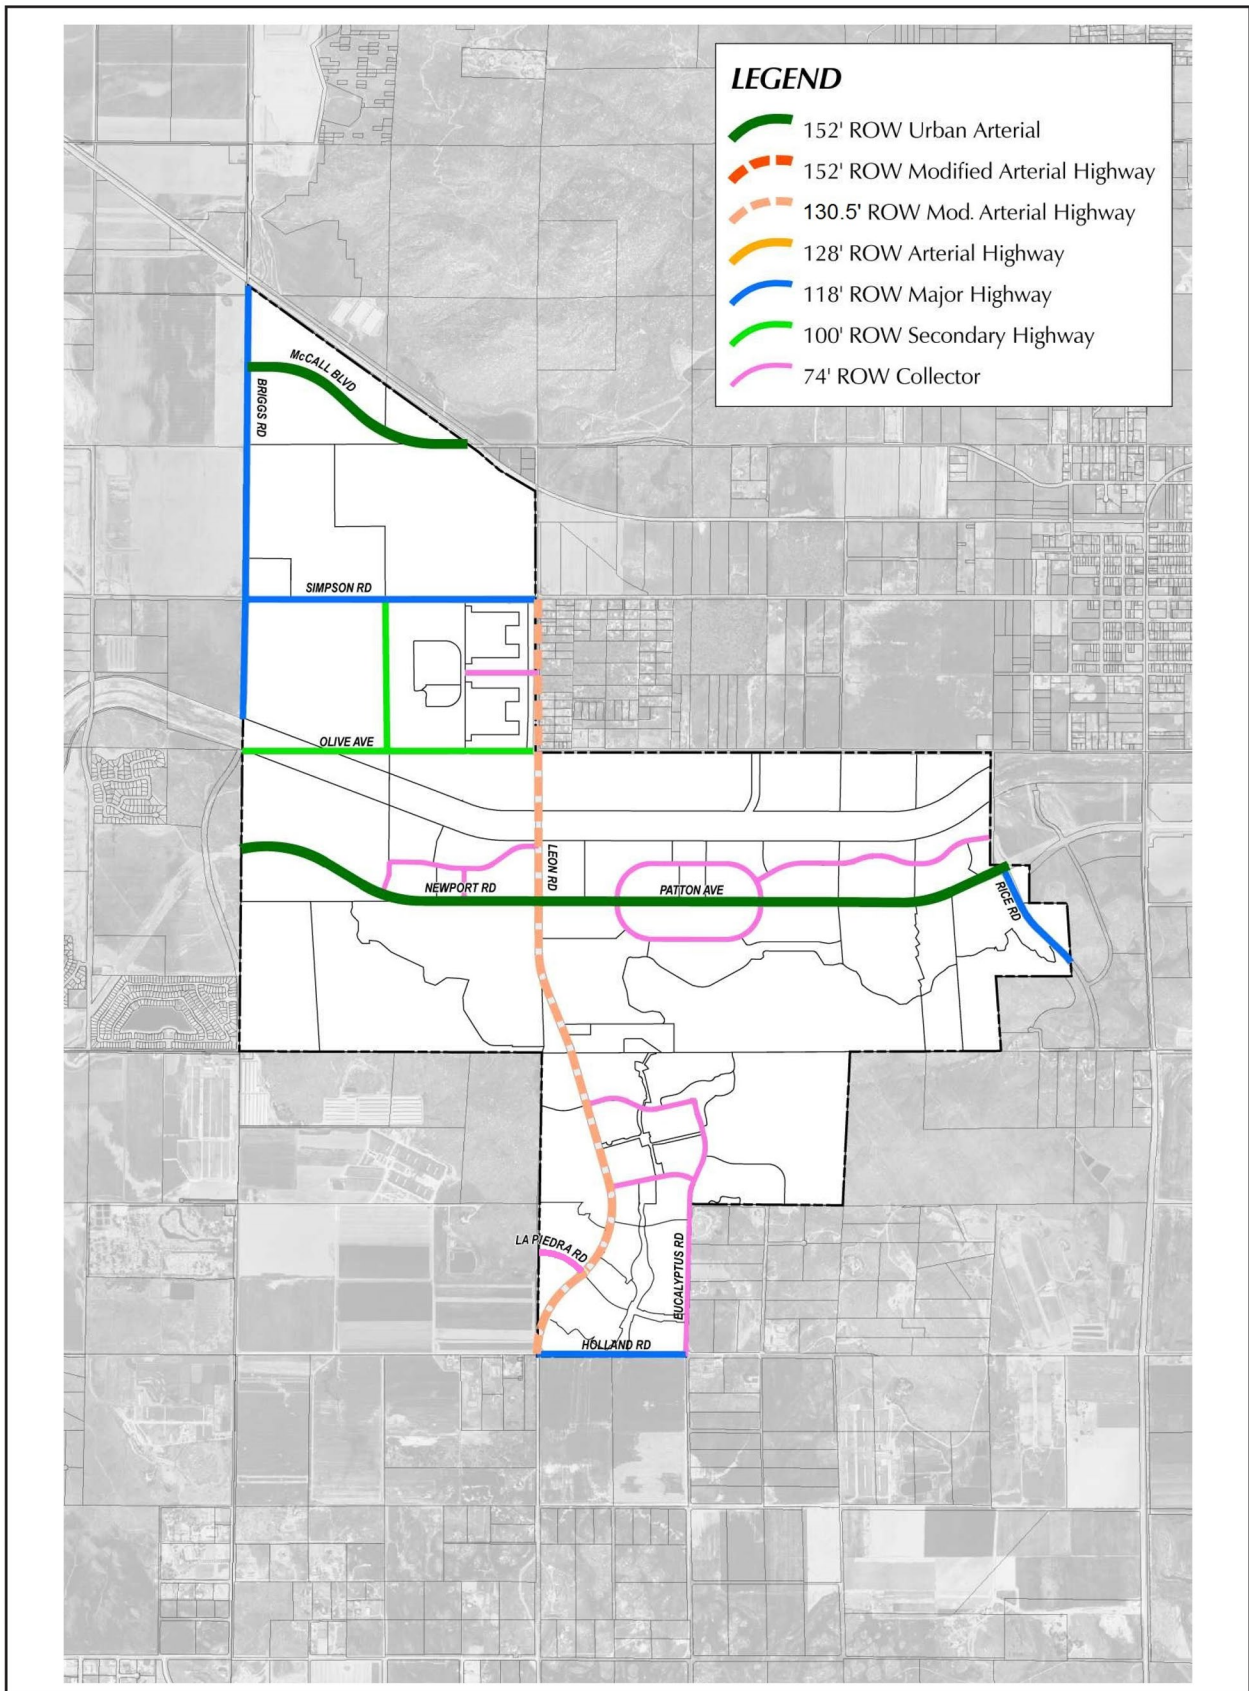 LEGEND
152' ROW Urban Arterial
152' ROW Modified Arterial Highway
130.5' ROW Mod. Arterial Highway
128' ROW Arterial Highway
118' ROW Major Highway
100' ROW Secondary Highway
74' ROW Collector
McCALL BLVD
BRIGGS RD
SIMPSON RD
OLIVE AVE
LEON RD
NEWPORT RD
PATTON AVE
RICE RD
LA PIEDRA RD
EUCALYPTUS RD
HOLLAND RD